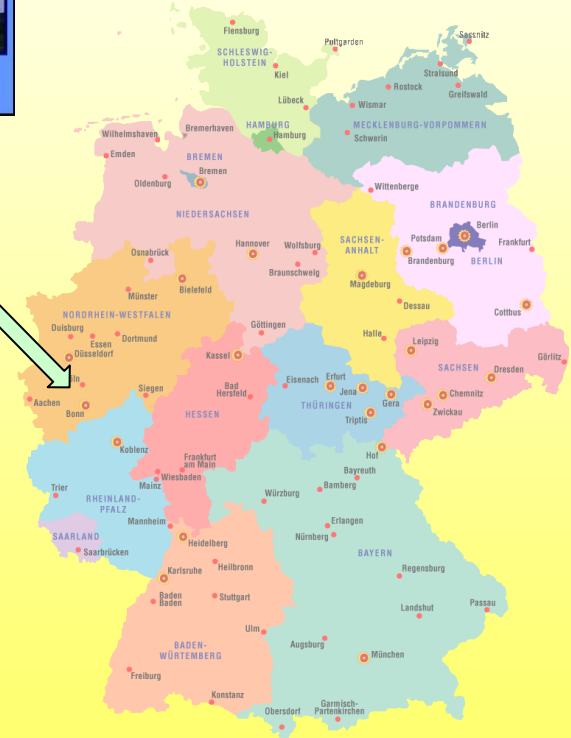 Flensburg
Puttgarden
Sassnitz
SCHLESWIG-
HOLSTEIN
Kiel
Stralsund
Rostock
Greifswald
Lübeck
Wismar
HAMBURG
MECKLENBURG-VORPOMMERN
Hamburg
Schwerin
Wilhelmshaven
Bremerhaven
Emden
BREMEN
Bremen
Oldenburg
Wittenberge
BRANDENBURG
NIEDERSACHSEN
Berlin
Potsdam
Hannover
Wolfsburg
SACHSEN-
ANHALT
Frankfurt
Brandenburg
BERLIN
Osnabrück
Braunschweig
Magdeburg
Bielefeld
Münster
Dessau
Cottbus
NORDRHEIN-WESTFALEN
Duisburg
Göttingen
Essen
Dortmund
Halle
Leipzig
Düsseldorf
Kassel
Görlitz
SACHSEN
Dresden
ln
Siegen
Bad
Hersfeld
Eisenach
Erfurt
Jena
Gera
Chemnitz
Aachen
Bonn
HESSEN
THÜRINGEN
Triptis
Zwickau
Koblenz
Hof
Frankfurt
am Main
Wiesbaden
Mainz
Bayreuth
Bamberg
Trier
Würzburg
RHEINLAND-
PFALZ
Mannheim
Erlangen
Nürnberg
SAARLAND
Saarbrücken
Heidelberg
BAYERN
Heilbronn
Karlsruhe
Regensburg
Baden
Baden
Stuttgart
Passau
Landshut
Ulm
Augsburg
BADEN-
WÜRTEMBERG
München
Freiburg
Konstanz
Obersdorf
Garmisch-
Partenkirchen